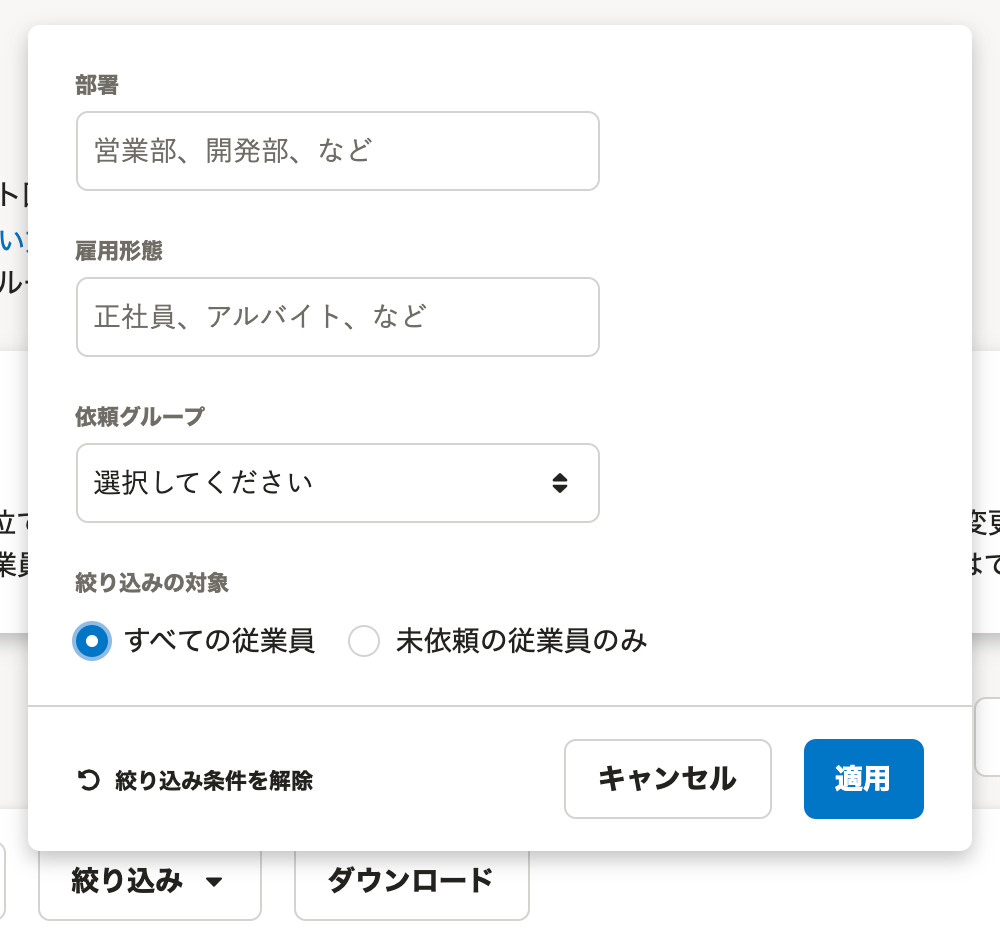 部署
営業部、開発部、など
雇用形態
正社員、アルバイト、など
依頼グループ
選択してください
絞り込みの対象
すべての従業員 未依頼の従業員のみ
絞り込み条件を解除 キャンセル 適用
絞り込み ダウンロード